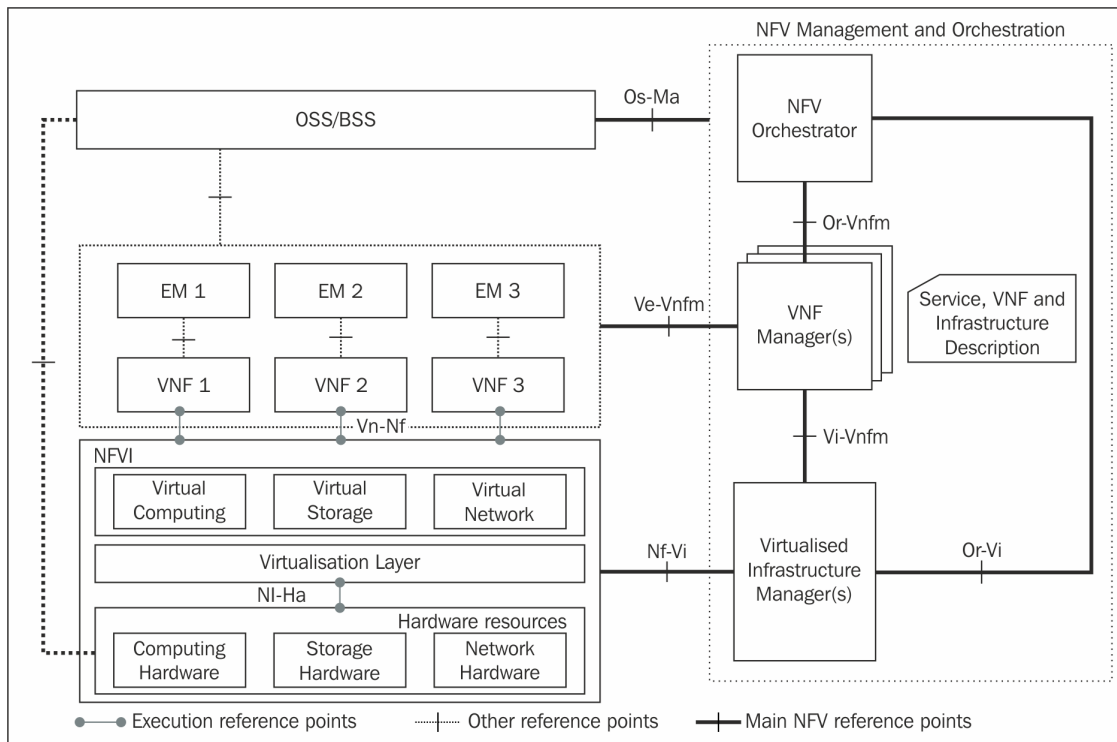 NFV Management and Orchestration
OSS/BSS
Os-Ma
NFV
Orchestrator
Or-Vnfm
EM 1
EM 2
EM 3
Ve-Vnfm
VNF
Manager(s)
Service, VNF and
Infrastructure
Description
VNF 1
VNF 2
VNF 3
Vn-Nf
Vi-Vnfm
NFVI
Virtual
Computing
Virtual
Storage
Virtual
Network
Virtualisation Layer
Nf-Vi
Virtualised
Infrastructure
Manager(s)
Or-Vi
NI-Ha
Hardware resources
Computing
Hardware
Storage
Hardware
Network
Hardware
Execution reference points
Other reference points
Main NFV reference points